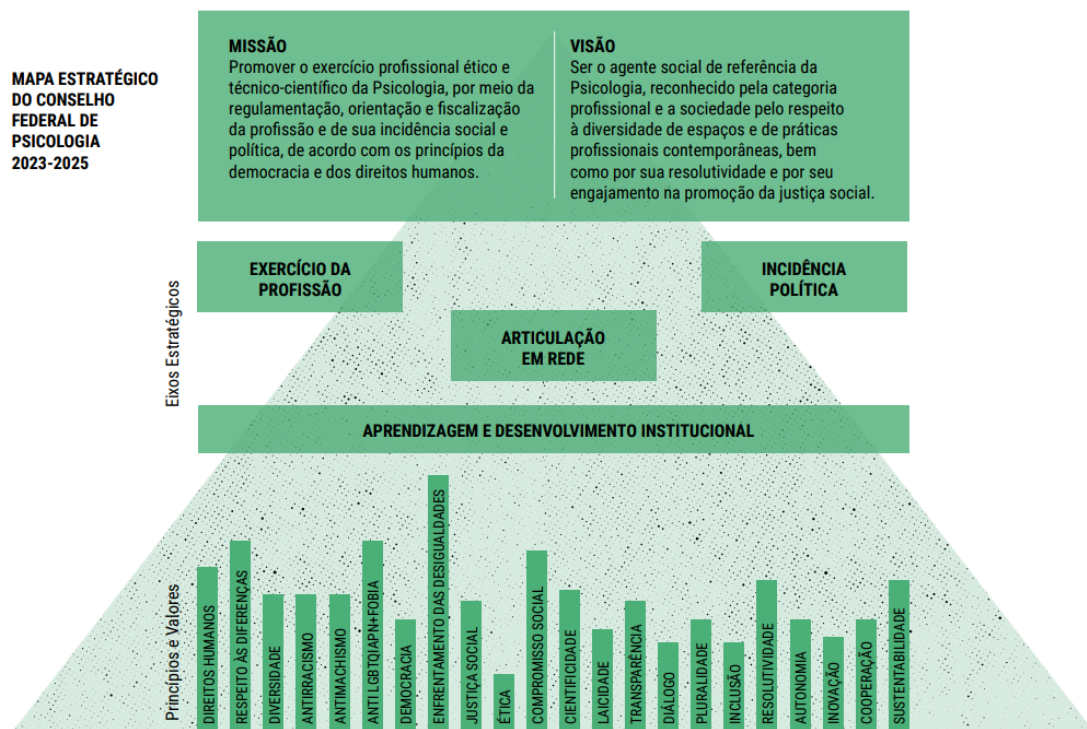 MAPA ESTRATÉGICO
DO CONSELHO
FEDERAL DE
PSICOLOGIA
2023-2025
MISSÃO
Promover o exercício profissional ético e
técnico-científico da Psicologia, por meio da
regulamentação, orientação e fiscalização
da profissão e de sua incidência social e
política, de acordo com os princípios da
democracia e dos direitos humanos.
VISÃO
Ser o agente social de referência da
Psicologia, reconhecido pela categoria
profissional e a sociedade pelo respeito
à diversidade de espaços e de práticas
profissionais contemporâneas, bem
como por sua resolutividade e por seu
engajamento na promoção da justiça social.
Eixos Estratégicos
EXERCÍCIO DA
PROFISSÃO
INCIDÊNCIA
POLÍTICA
ARTICULAÇÃO
EM REDE
APRENDIZAGEM E DESENVOLVIMENTO INSTITUCIONAL
Princípios e Valores
DIREITOS HUMANOS
RESPEITO ÀS DIFERENÇAS
DIVERSIDADE
ANTIRRACISMO
ANTIMACHISMO
ANTI LGBTQIAPN+FOBIA
DEMOCRACIA
ENFRENTAMENTO DAS DESIGUALDADES
JUSTIÇA SOCIAL
ÉTICA
COMPROMISSO SOCIAL
CIENTIFICIDADE
LAICIDADE
TRANSPARÊNCIA
DIÁLOGO
PLURALIDADE
INCLUSÃO
RESOLUTIVIDADE
AUTONOMIA
INOVAÇÃO
COOPERAÇÃO
SUSTENTABILIDADE